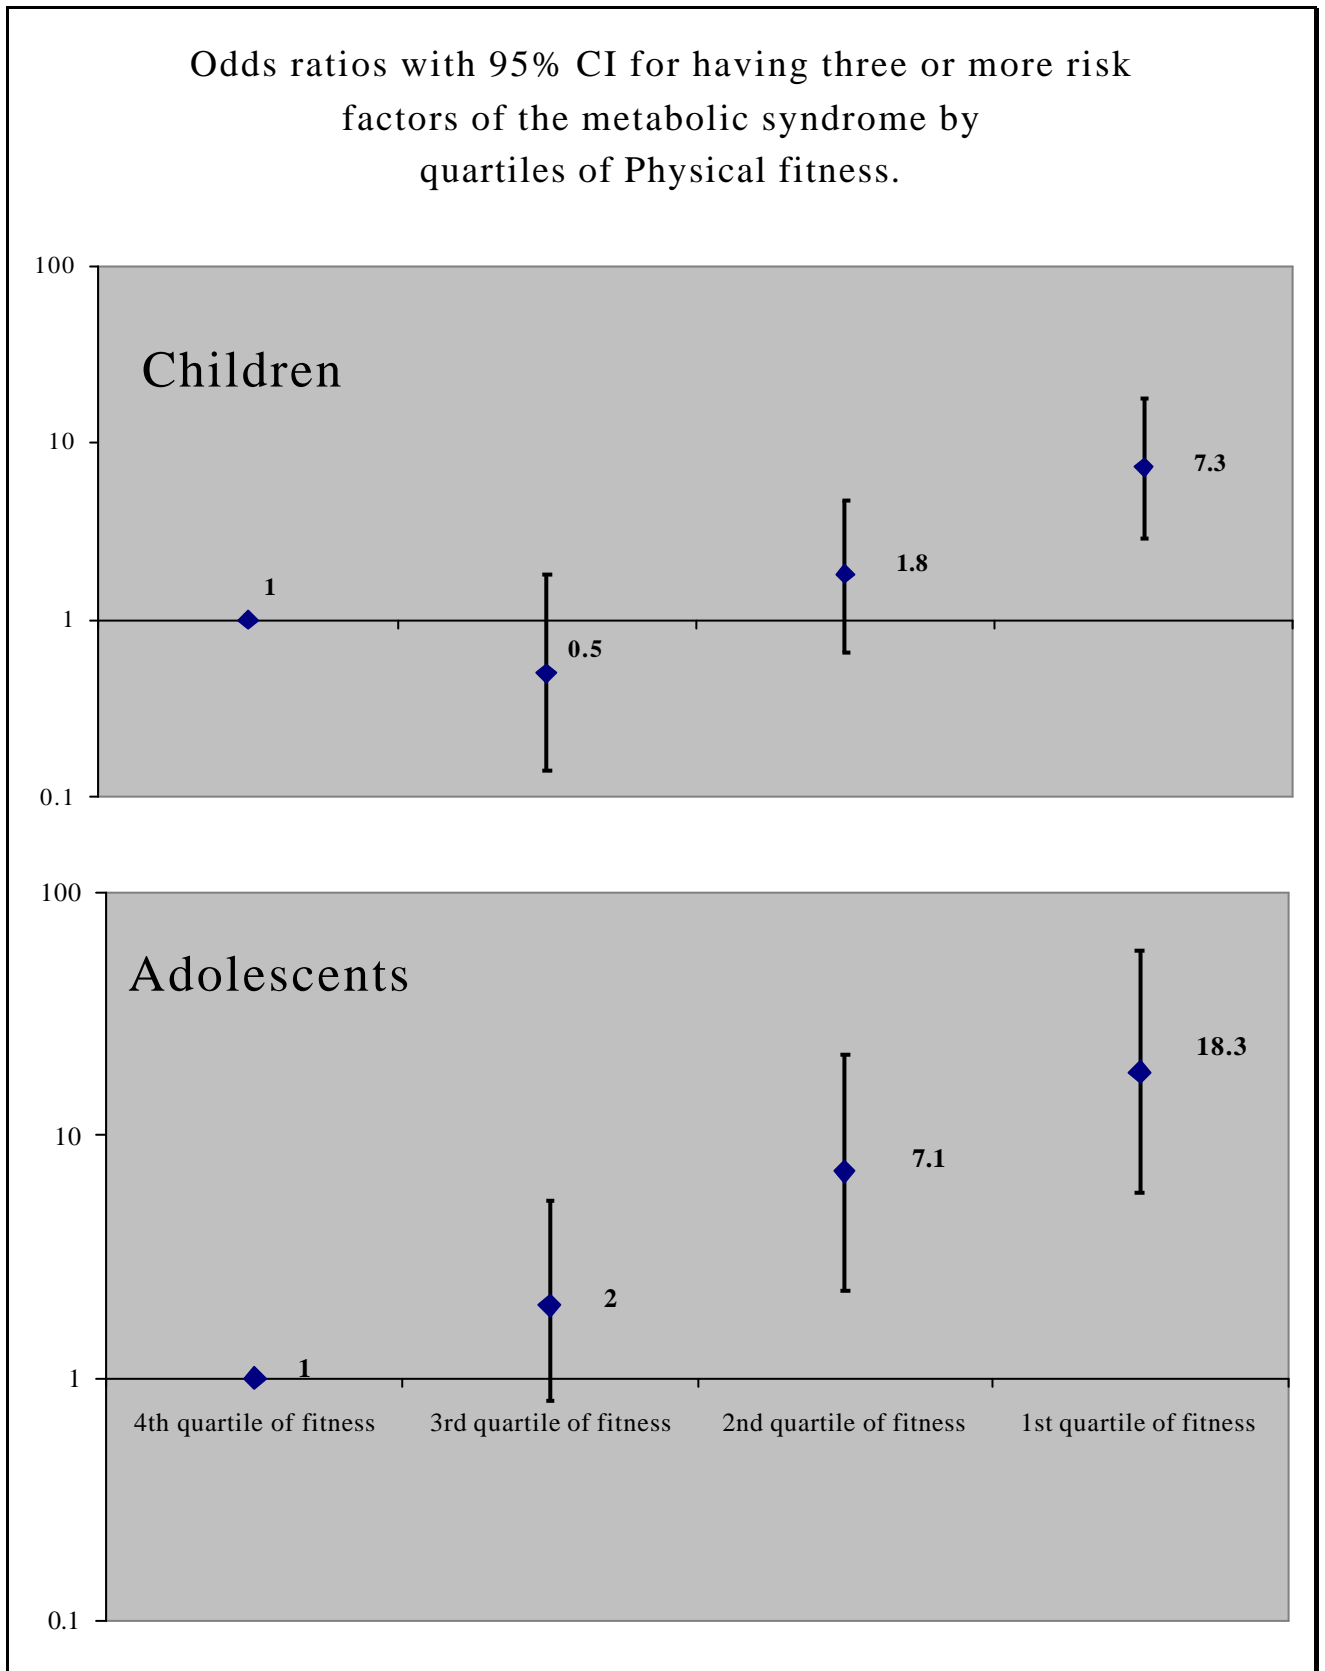 Odds ratios with 95% CI for having three or more risk
factors of the metabolic syndrome by
quartiles of Physical fitness.
100
Children
10
7.3
1.8
1
1
0.5
0.1
100
Adolescents
18.3
10
7.1
2
1
1
4th quartile of fitness 3rd quartile of fitness 2nd quartile of fitness 1st quartile of fitness
0.1